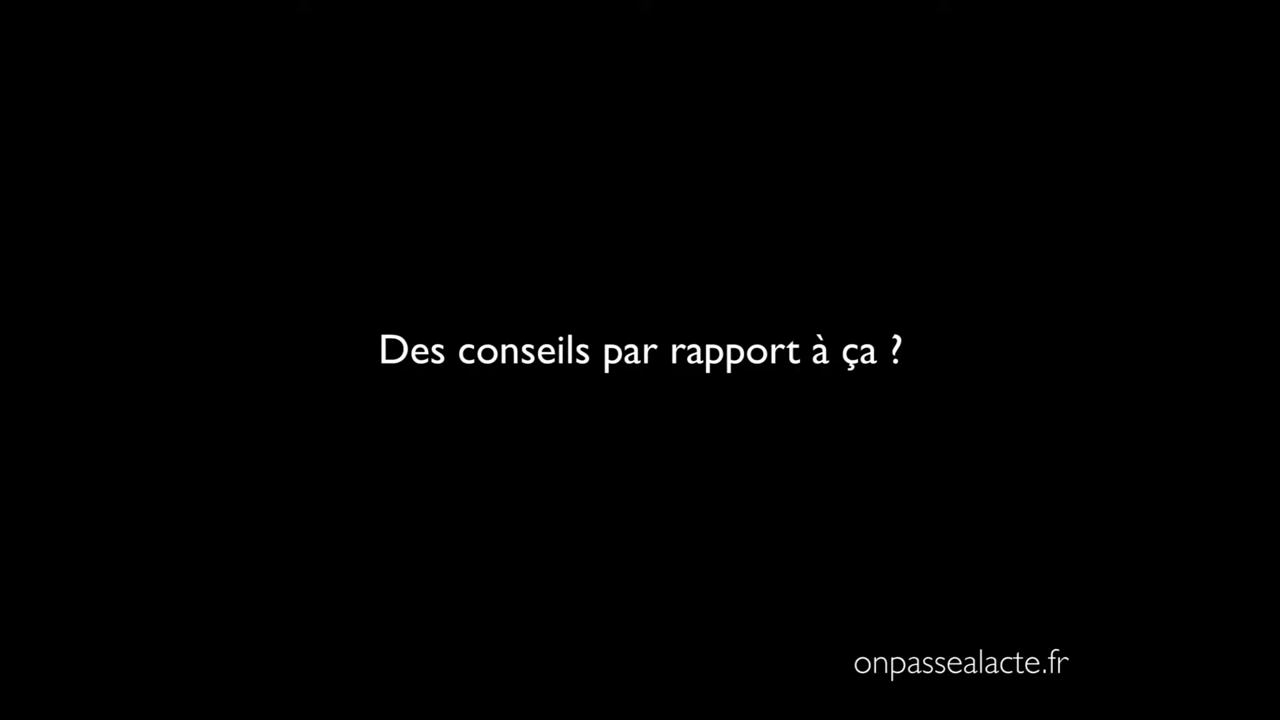 Des conseils par rapport à ça ?
onpassealacte.fr